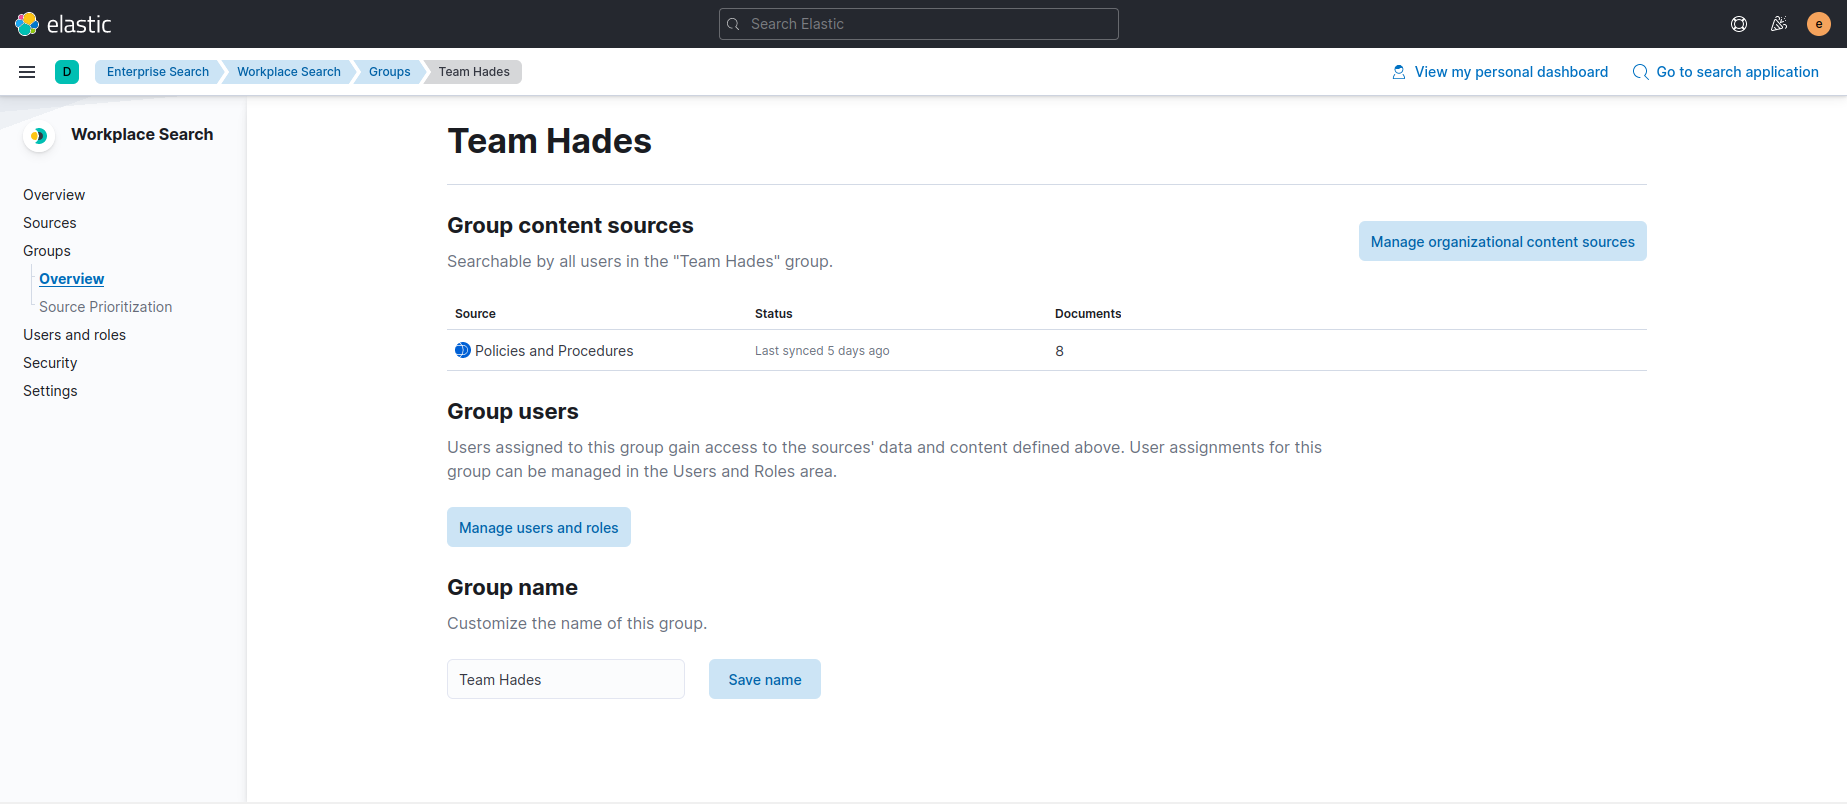 elastic
Search Elastic
e
D
Enterprise Search
Workplace Search
Groups
Team Hades
View my personal dashboard
Go to search application
Workplace Search
Overview
Sources
Groups
Overview
Source Prioritization
Users and roles
Security
Settings
Team Hades
Group content sources
Searchable by all users in the "Team Hades" group.
Manage organizational content sources
Source Status Documents
Policies and Procedures Last synced 5 days ago 8
Group users
Users assigned to this group gain access to the sources' data and content defined above. User assignments for this
group can be managed in the Users and Roles area.
Manage users and roles
Group name
Customize the name of this group.
Team Hades
Save name